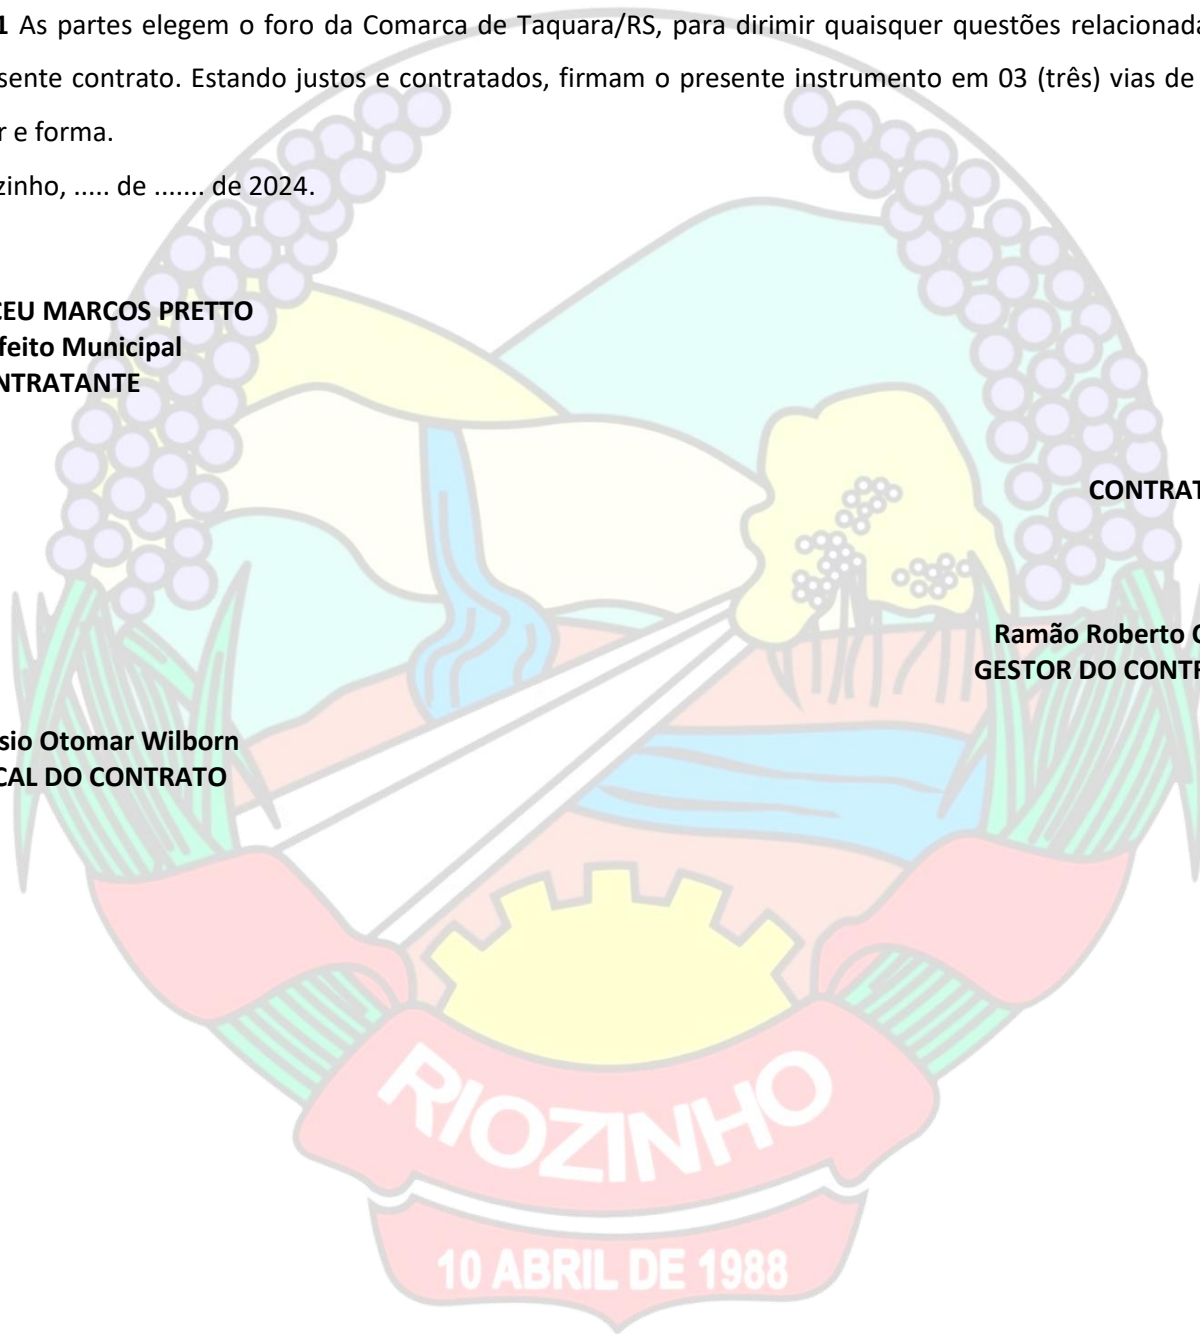 1 As partes elegem o foro da Comarca de Taquara/RS, para dirimir quaisquer questões relacionada
sente contrato. Estando justos e contratados, firmam o presente instrumento em 03 (três) vias de
r e forma.
zinho, ..... de ....... de 2024.
CEU MARCOS PRETTO
feito Municipal
NTRATANTE
CONTRAT
Ramão Roberto
GESTOR DO CONTR
sio Otomar Wilborn
CAL DO CONTRATO
RIOZINHO
10 ABRIL DE 1988